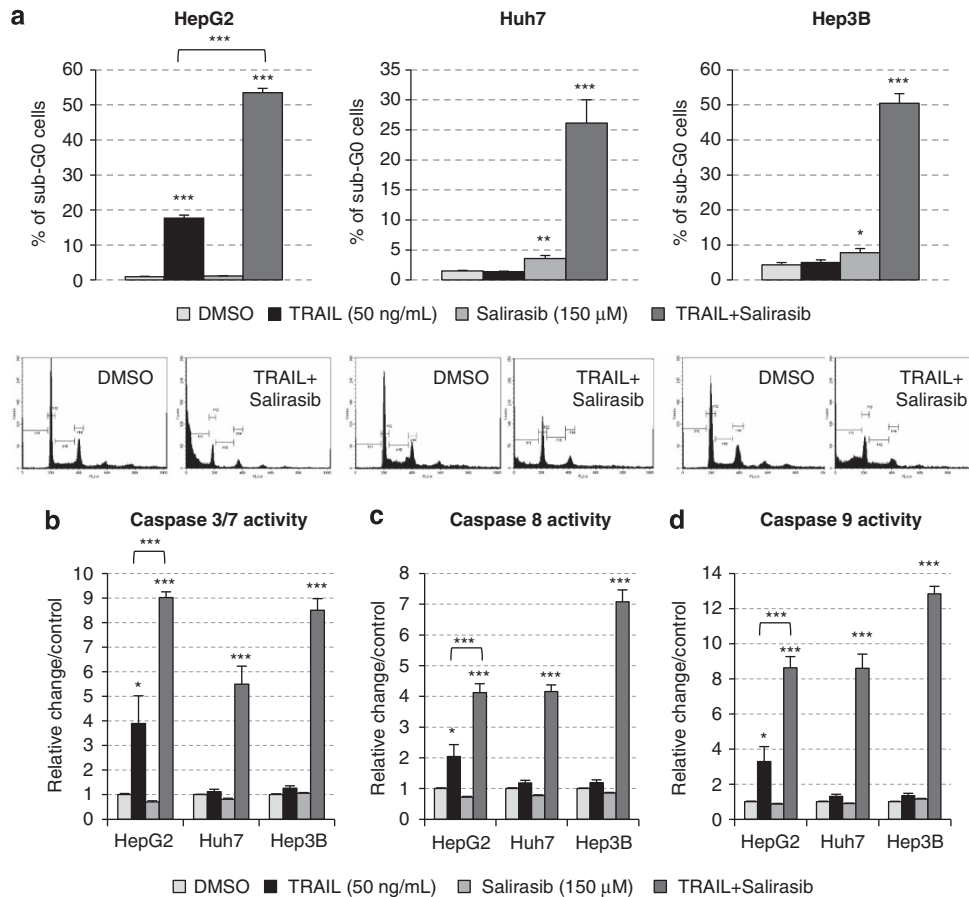 a
HepG2
Huh7
Hep3B
***
***
***
***
**
***
*
% of sub-G0 cells
60
50
40
30
20
10
0
% of sub-G0 cells
35
30
25
20
15
10
5
0
% of sub-G0 cells
60
50
40
30
20
10
0
DMSO TRAIL (50 ng/mL) Salirasib (150 μM) TRAIL+Salirasib
DMSO
TRAIL+
Salirasib
DMSO
TRAIL+
Salirasib
DMSO
TRAIL+
Salirasib
b
Caspase 3/7 activity
Relative change/control
10
9
8
7
6
5
4
3
2
1
0
***
*
***
***
***
HepG2 Huh7 Hep3B
c
Caspase 8 activity
Relative change/control
8
7
6
5
4
3
2
1
0
***
*
***
***
***
HepG2 Huh7 Hep3B
d
Caspase 9 activity
Relative change/control
14
12
10
8
6
4
2
0
***
*
***
***
***
HepG2 Huh7 Hep3B
DMSO TRAIL (50 ng/mL) Salirasib (150 μM) TRAIL+Salirasib